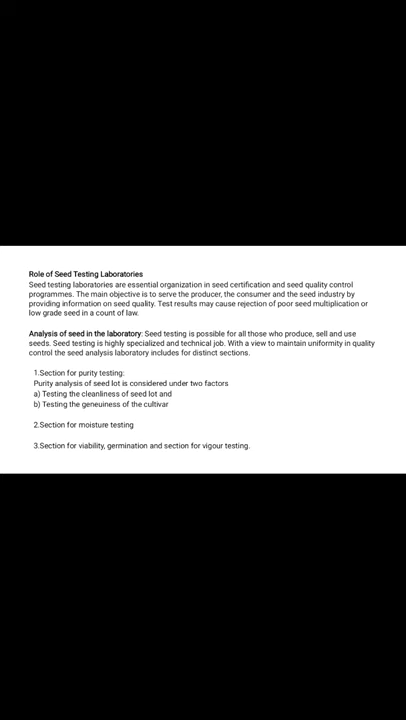 Role of Seed Testing Laboratories
Seed testing laboratories are essential organization in seed certification and seed quality control
programmes. The main objective is to serve the producer, the consumer and the seed industry by
providing information on seed quality. Test results may cause rejection of poor seed multiplication or
low grade seed in a count of law.
Analysis of seed in the laboratory: Seed testing is possible for all those who produce, sell and use
seeds. Seed testing is highly specialized and technical job. With a view to maintain uniformity in quality
control the seed analysis laboratory includes for distinct sections.
1.Section for purity testing:
Purity analysis of seed lot is considered under two factors
a) Testing the cleanliness of seed lot and
b) Testing the geneuiness of the cultivar
2.Section for moisture testing
3.Section for viability, germination and section for vigour testing.